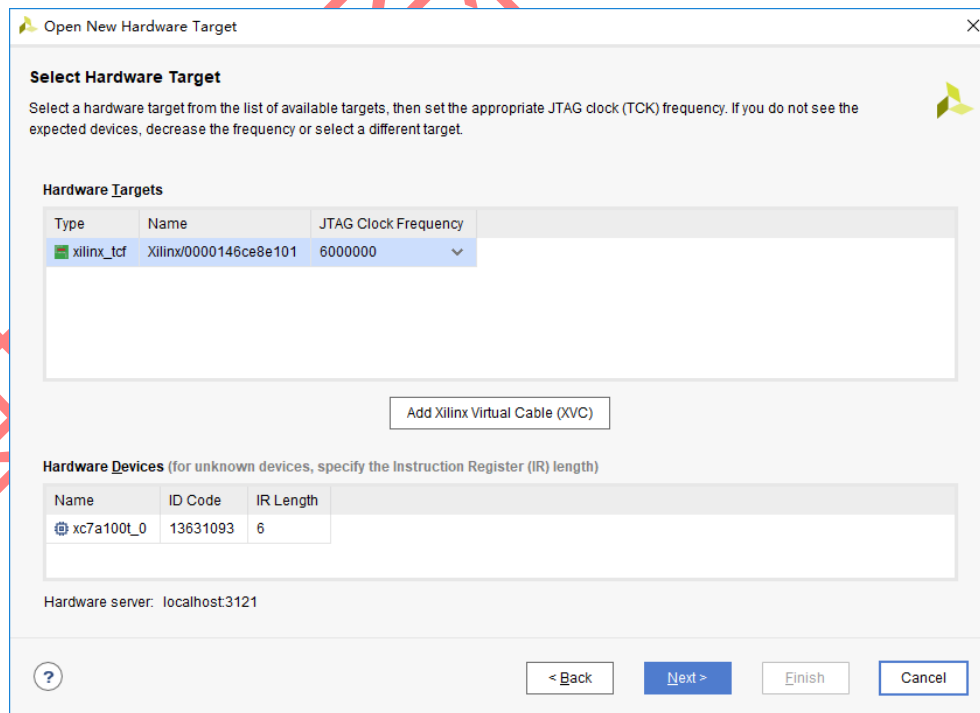 Open New Hardware Target
Select Hardware Target
Select a hardware target from the list of available targets, then set the appropriate JTAG clock (TCK) frequency. If you do not see the
expected devices, decrease the frequency or select a different target.
Hardware Targets
Type Name JTAG Clock Frequency
xilinx_tcf Xilinx/0000146ce8e101 6000000
Add Xilinx Virtual Cable (XVC)
Hardware Devices (for unknown devices, specify the Instruction Register (IR) length)
Name ID Code IR Length
xc7a100t_0 13631093 6
Hardware server: localhost:3121
? < Back Next > Finish Cancel